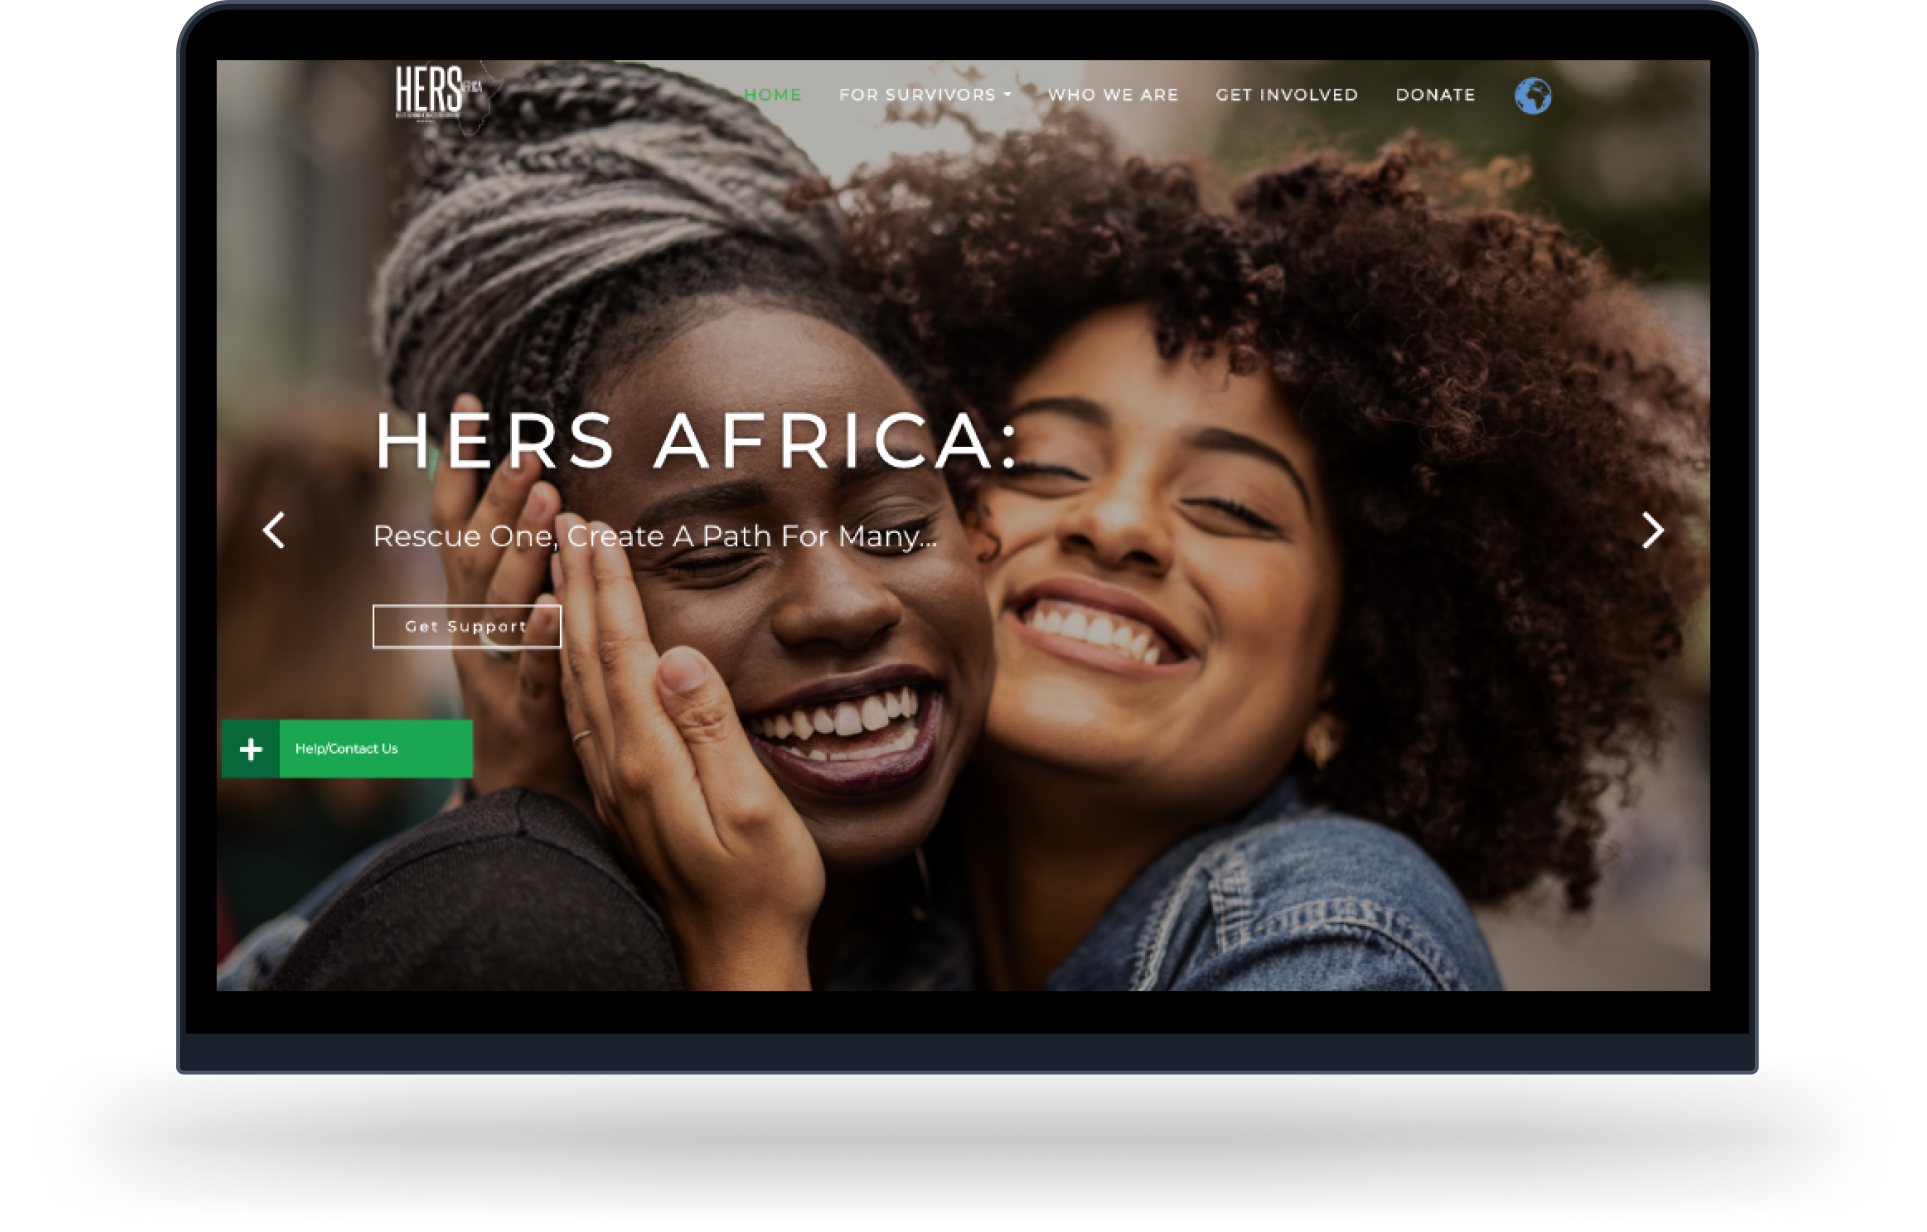 HERS
AFRICA
HOME
FOR SURVIVORS
WHO WE ARE
GET INVOLVED
DONATE
HERS AFRICA:
Rescue One, Create A Path For Many...
Get Support
Help/Contact Us